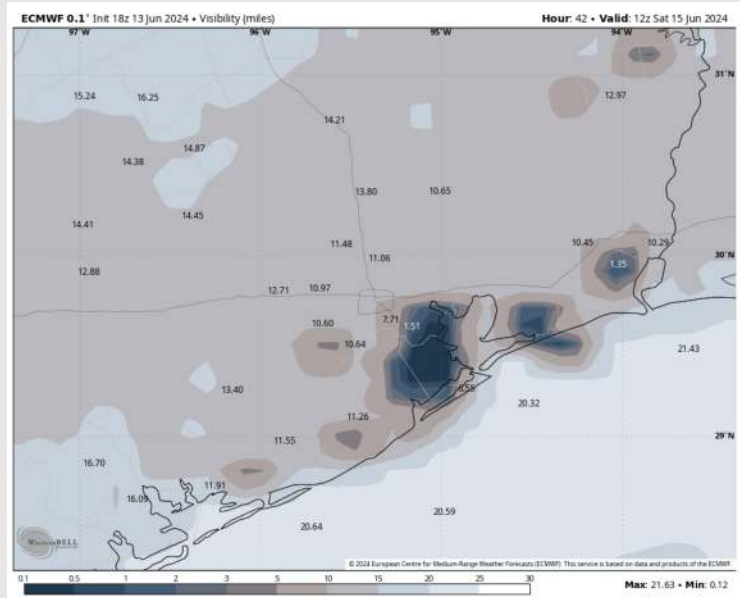 ECMWF 0.1° Init 18z 13 Jun 2024 • Visibility (miles)
Hour: 42 • Valid: 12z Sat 15 Jun 2024
97°W 96°W 95°W 94°W
31°N
15.24 16.25 12.97
14.21
14.87
14.38
13.80 10.65
14.45
14.41
11.48 10.45 10.29
11.06
30°N
12.88 1.35
12.71 10.97
10.60 7.71 1.51
10.64
21.43
13.40 6.55
20.32
11.26
11.55
29°N
16.70
11.91
16.09
20.64 20.59
WeatherBELL
© 2024 European Centre for Medium-Range Weather Forecasts (ECMWF). This service is based on data and products of the ECMWF.
0.1 0.5 1 2 3 5 10 15 20 25 30
Max: 21.63 • Min: 0.12